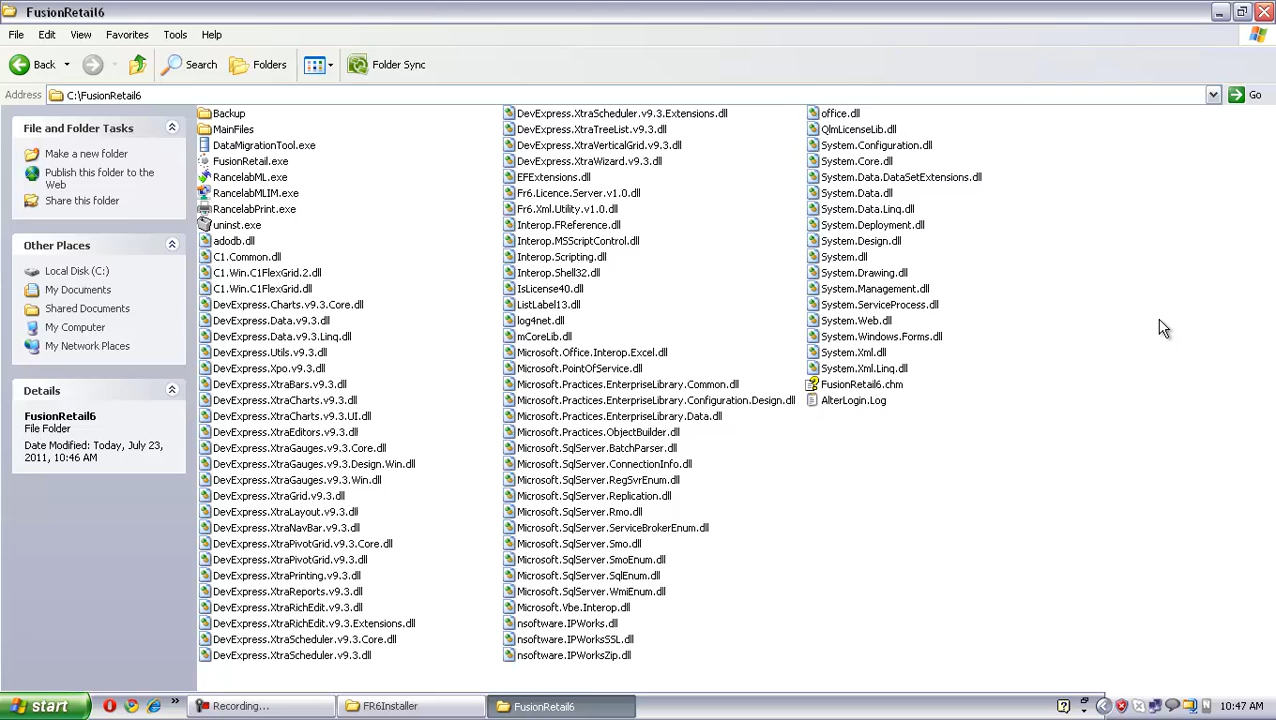 FusionRetail6
File Edit View Favorites Tools Help
Back Search Folders Folder Sync
Address C:\FusionRetail6 Go
File and Folder Tasks
Make a new folder
Publish this folder to the
Web
Share this folder
Other Places
Local Disk (C:)
My Documents
Shared Documents
My Computer
My Network Places
Details
FusionRetail6
File Folder
Date Modified: Today, July 23,
2011, 10:46 AM
Backup
MainFiles
DataMigrationTool.exe
FusionRetail.exe
RancelabML.exe
RancelabMLIM.exe
RancelabPrint.exe
uninst.exe
adodb.dll
C1.Common.dll
C1.Win.C1FlexGrid.2.dll
C1.Win.C1FlexGrid.dll
DevExpress.Charts.v9.3.Core.dll
DevExpress.Data.v9.3.dll
DevExpress.Data.v9.3.Linq.dll
DevExpress.Utils.v9.3.dll
DevExpress.Xpo.v9.3.dll
DevExpress.XtraBars.v9.3.dll
DevExpress.XtraCharts.v9.3.dll
DevExpress.XtraCharts.v9.3.UI.dll
DevExpress.XtraEditors.v9.3.dll
DevExpress.XtraGauges.v9.3.Core.dll
DevExpress.XtraGauges.v9.3.Design.Win.dll
DevExpress.XtraGauges.v9.3.Win.dll
DevExpress.XtraGrid.v9.3.dll
DevExpress.XtraLayout.v9.3.dll
DevExpress.XtraNavBar.v9.3.dll
DevExpress.XtraPivotGrid.v9.3.Core.dll
DevExpress.XtraPivotGrid.v9.3.dll
DevExpress.XtraPrinting.v9.3.dll
DevExpress.XtraReports.v9.3.dll
DevExpress.XtraRichEdit.v9.3.dll
DevExpress.XtraRichEdit.v9.3.Extensions.dll
DevExpress.XtraScheduler.v9.3.Core.dll
DevExpress.XtraScheduler.v9.3.dll
DevExpress.XtraScheduler.v9.3.Extensions.dll
DevExpress.XtraTreeList.v9.3.dll
DevExpress.XtraVerticalGrid.v9.3.dll
DevExpress.XtraWizard.v9.3.dll
EFExtensions.dll
Fr6.Licence.Server.v1.0.dll
Fr6.Xml.Utility.v1.0.dll
Interop.FReference.dll
Interop.MSScriptControl.dll
Interop.Scripting.dll
Interop.Shell32.dll
IsLicense40.dll
ListLabel13.dll
log4net.dll
mCoreLib.dll
Microsoft.Office.Interop.Excel.dll
Microsoft.PointOfService.dll
Microsoft.Practices.EnterpriseLibrary.Common.dll
Microsoft.Practices.EnterpriseLibrary.Configuration.Design.dll
Microsoft.Practices.EnterpriseLibrary.Data.dll
Microsoft.Practices.ObjectBuilder.dll
Microsoft.SqlServer.BatchParser.dll
Microsoft.SqlServer.ConnectionInfo.dll
Microsoft.SqlServer.RegSvrEnum.dll
Microsoft.SqlServer.Replication.dll
Microsoft.SqlServer.Rmo.dll
Microsoft.SqlServer.ServiceBrokerEnum.dll
Microsoft.SqlServer.Smo.dll
Microsoft.SqlServer.SmoEnum.dll
Microsoft.SqlServer.SqlEnum.dll
Microsoft.SqlServer.WmiEnum.dll
Microsoft.Vbe.Interop.dll
nsoftware.IPWorks.dll
nsoftware.IPWorksSSL.dll
nsoftware.IPWorksZip.dll
office.dll
QlmLicenseLib.dll
System.Configuration.dll
System.Core.dll
System.Data.DataSetExtensions.dll
System.Data.dll
System.Data.Linq.dll
System.Deployment.dll
System.Design.dll
System.dll
System.Drawing.dll
System.Management.dll
System.ServiceProcess.dll
System.Web.dll
System.Windows.Forms.dll
System.Xml.dll
System.Xml.Linq.dll
FusionRetail6.chm
AlterLogin.Log
start Recording... FR6Installer FusionRetail6 10:47 AM